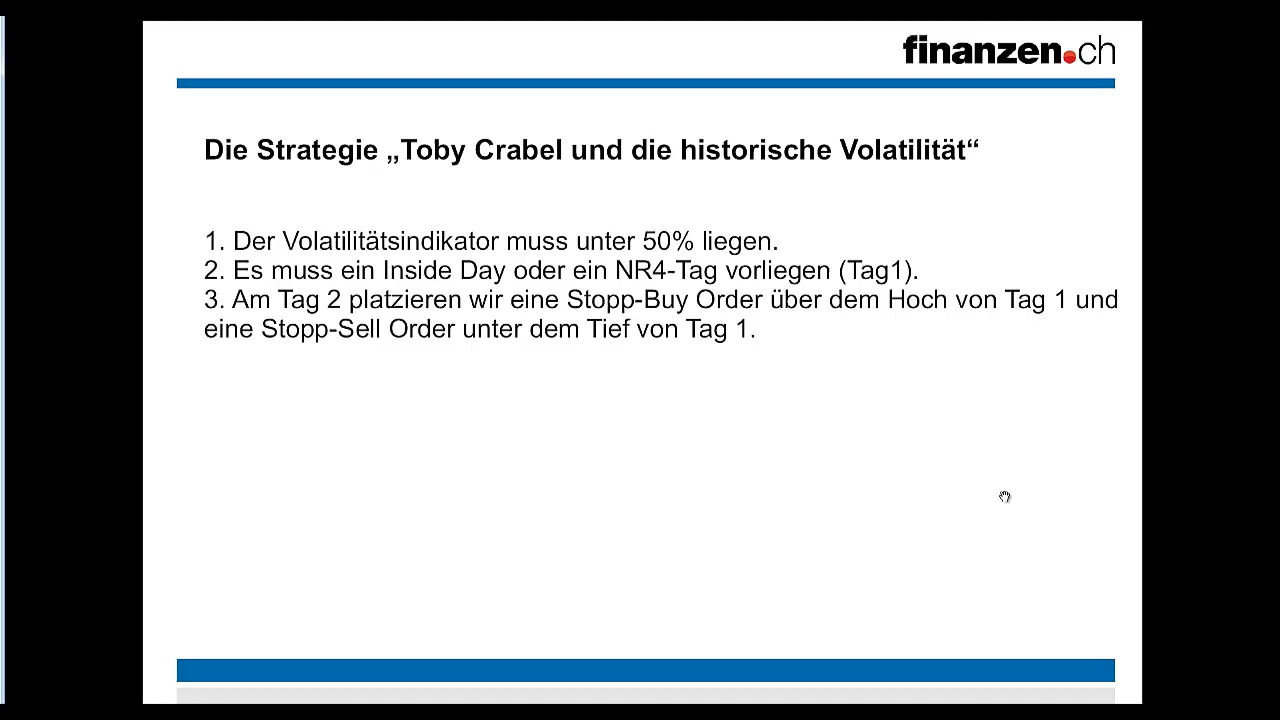 finanzen.ch
Die Strategie „Toby Crabel und die historische Volatilität“
1. Der Volatilitätsindikator muss unter 50% liegen.
2. Es muss ein Inside Day oder ein NR4-Tag vorliegen (Tag1).
3. Am Tag 2 platzieren wir eine Stopp-Buy Order über dem Hoch von Tag 1 und
eine Stopp-Sell Order unter dem Tief von Tag 1.